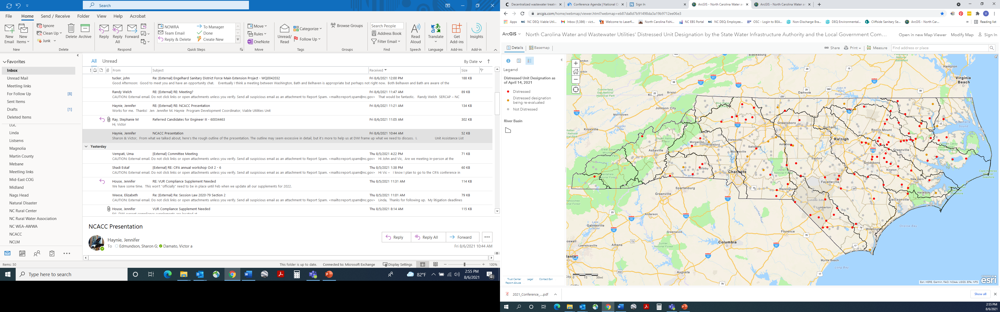 Search
File Home Send / Receive Folder View Help Acrobat
New Email
New Items
Ignore
Clean Up
Junk
Delete
Archive
Reply
Reply All
Forward
NOWRA
Team Email
Reply & Delete
To Manager
Done
Create New
Move
Rules
OneNote
Unread/ Read
Categorize
Follow Up
Browse Groups
Search People
Address Book
Filter Email
Read Aloud
Translate
Get Add-ins
Insights
New Delete Respond Quick Steps Move Tags Groups Find Speech Language Add-ins Add-in
Favorites
Inbox
Unread Mail
Meetling links
For Follow Up [8]
Sent Items
Drafts [1]
Deleted Items
LGC
Linda
Listservs
Magnolia
Martin County
Mebane
Meetling links
Mid-East COG
Midland
Nags Head
Natural Disaster
NC Rural Center
NC Rural Water Association
NC WEA-AWWA
NCACC
NCLM
All Unread By Date
From Subject Received Size
tucker, john Re: [External] Engelhard Sanitary District Force Main Extension Project - WQ0042032 Fri 8/6/2021 12:00 PM 188 KB
Good Afternoon: Good to meet you and have an opportunity chat. Eventually I think a meeting between Washington, Bath and Belhaven is appropriate but perhaps not right now. Both Belhaven and Bath are aware of the
Randy Welch RE: [External] RE: Meeting? Fri 8/6/2021 11:47 AM 89 KB
CAUTION: External email. Do not click links or open attachments unless you verify. Send all suspicious email as an attachment to Report Spam. <mailto:report.spam@nc.gov> That would be fantastic. Randy Welch SERCAP – NC
Haynie, Jennifer RE: [External] RE: NCACC Presentation Fri 8/6/2021 11:21 AM 134 KB
Works for me. Thanks! Jen Jennifer M. Haynie Program Development Coordinator, Viable Utilities Unit
Ray, Stephanie M Referred Candidates for Engineer III - 60034463 Fri 8/6/2021 11:05 AM 302 KB
Hi, Victor
Haynie, Jennifer NCACC Presentation Fri 8/6/2021 10:44 AM 52 KB
Sharon & Victor, From what we talked about, here's the rough outline of the presentation. The outline may seem excessive in detail, but it's more to help us at DWI frame up what we need to discuss. I. Unit Assistance List
Yesterday
Vempati, Uma [External] Committee Meeting Thu 8/5/2021 4:22 PM 71 KB
CAUTION: External email. Do not click links or open attachments unless you verify. Send all suspicious email as an attachment to Report Spam. <mailto:report.spam@nc.gov> Hi John and Vic, Are we meeting in-person at the
Shadi Eskaf [External] RE: CIFA annual workshop Oct 2 - 6 Thu 8/5/2021 1:38 PM 60 KB
CAUTION: External email. Do not click links or open attachments unless you verify. Send all suspicious email as an attachment to Report Spam. <mailto:report.spam@nc.gov> Hi Vic – I know I plan to go to the CIFA conference in
House, Jennifer RE: VUR Compliance Supplement Needed Thu 8/5/2021 11:31 AM 114 KB
We have some time. This won't "officially" need to be in place until Feb when we update all our supplements for 2022.
Weese, Elizabeth Re: [External] Re: Session Law 2020-79 Section 2 Thu 8/5/2021 11:01 AM 79 KB
CAUTION: External email. Do not click links or open attachments unless you verify. Send all suspicious email as an attachment to Report Spam. <mailto:report.spam@nc.gov> Linda, Thanks for following up. My litigation deadlines
House, Jennifer VUR Compliance Supplement Needed Thu 8/5/2021 8:14 AM 115 KB
NCACC Presentation
Haynie, Jennifer
To Edmundson, Sharon G; Damato, Victor a
Reply Reply All Forward
Fri 8/6/2021 10:44 AM
Items: 50 This folder is up to date. Connected to: Microsoft Exchange Display Settings 100%
Type here to search 82°F 2:55 PM
8/6/2021 41
Decentralized wastewater treatm Conference Agenda | National C Sign In ArcGIS - North Carolina Water a ArcGIS - North Carolina Water a
arcgis.com/home/webmap/viewer.html?webmap=eb87da8d7b91498da3a19b9712ee06e3
Apps NC DEQ: Viable Util... Inbox (5,386) - vict... Welcome to Laserfi... North Carolina Fishi... NC EBS Portal NC DEQ: Employee... OSC - Login to BEA... Non-Discharge Bra... DEQ Environmental... Cliffside Sanitary Se... ArcGIS - North Car... Reading list
ArcGIS North Carolina Water and Wastewater Utilities' Distressed Unit Designation by the State Water Infrastructure Authority and the Local Government Com... Open in new Map Viewer Modify Map Sign In
Details Basemap Share Print Measure Find address or place
Legend
Distressed Unit Designation as
of April 14, 2021
Distressed
Distressed designation
being re-evaluated
Not Distressed
River Basin
Trust Center Legal Contact Esri
Report Abuse
Blacksburg
Hampton
Virginia Beach
Danville
Bristol
Johnson City
Morristown
Knoxville
Asheville
Morganton
Statesville
Salisbury
Greensboro
Durham
Raleigh
Rocky Mount
Greenville
Goldsboro
Kinston
New Bern
Havelock
Jacksonville
Sanford
Fayetteville
Lumberton
Wilmington
Charlotte
Shelby
Spartanburg
Greenville
Anderson
Gainesville
Greenwood
Athens
Lawrenceville
Columbia
Florence
Augusta
Myrtle Beach
Long Bay
Onslow Bay
Albemarle Sound
0 15 30mi
Esri, HERE, Garmin, FAO, NOAA, USGS, EPA, NPS
POWERED BY
esri
2021_Conference_....pdf Show all
2:55 PM
8/6/2021